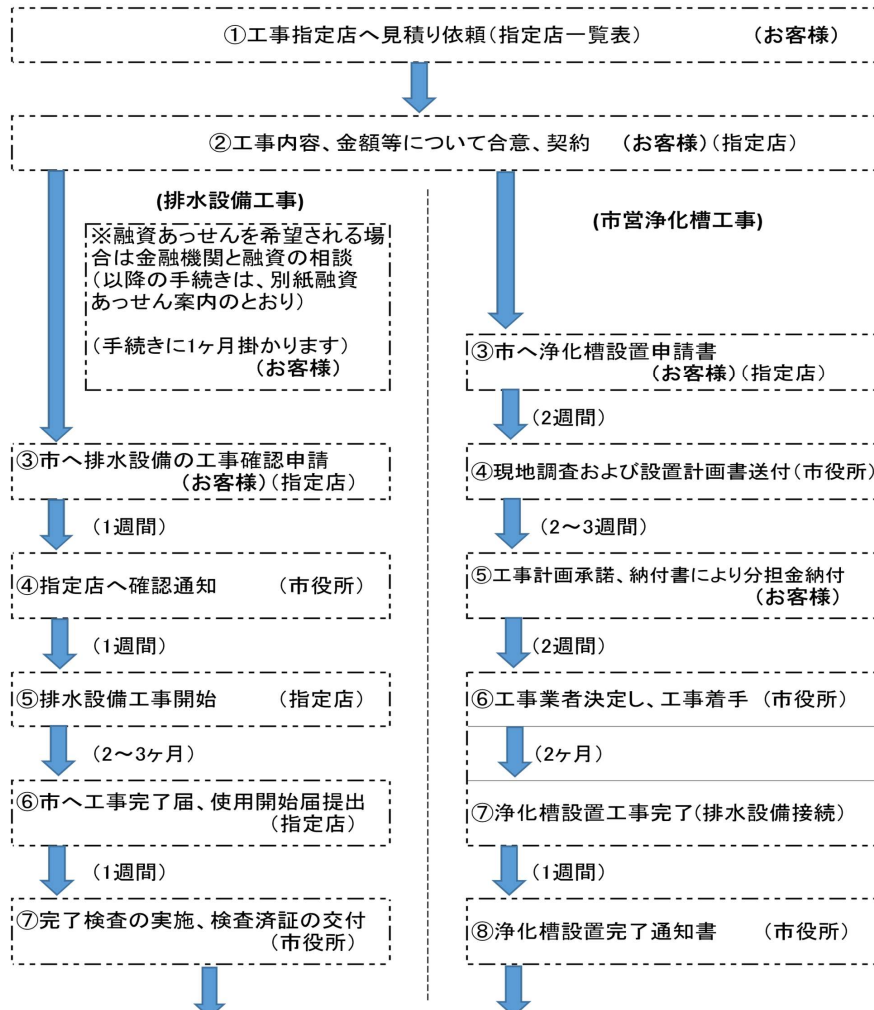 ①工事指定店へ見積り依頼(指定店一覧表) (お客様)
②工事内容、金額等について合意、契約 (お客様)(指定店)
(排水設備工事)
※融資あっせんを希望される場
合は金融機関と融資の相談
(以降の手続きは、別紙融資
あっせん案内のとおり)
(手続きに1ヶ月掛かります)
(お客様)
③市へ排水設備の工事確認申請
(お客様)(指定店)
(1週間)
④指定店へ確認通知 (市役所)
(1週間)
⑤排水設備工事開始 (指定店)
(2～3ヶ月)
⑥市へ工事完了届、使用開始届提出
(指定店)
(1週間)
⑦完了検査の実施、検査済証の交付
(市役所)
(市営浄化槽工事)
③市へ浄化槽設置申請書
(お客様)(指定店)
(2週間)
④現地調査および設置計画書送付(市役所)
(2～3週間)
⑤工事計画承諾、納付書により分担金納付
(お客様)
(2週間)
⑥工事業者決定し、工事着手 (市役所)
(2ヶ月)
⑦浄化槽設置工事完了(排水設備接続)
(1週間)
⑧浄化槽設置完了通知書 (市役所)